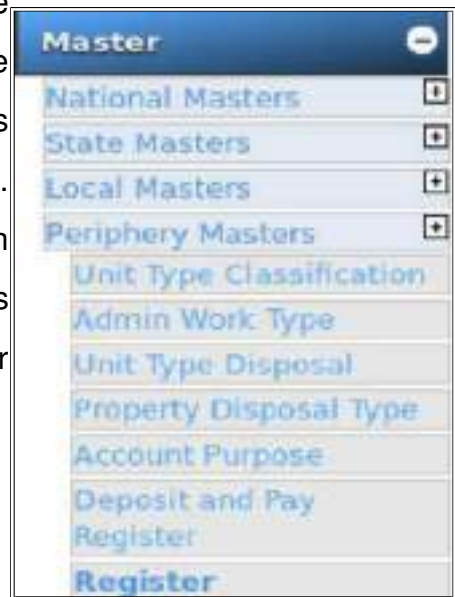 Master
National Masters
State Masters
Local Masters
Periphery Masters
Unit Type Classification
Admin Work Type
Unit Type Disposal
Property Disposal Type
Account Purpose
Deposit and Pay
Register
Register